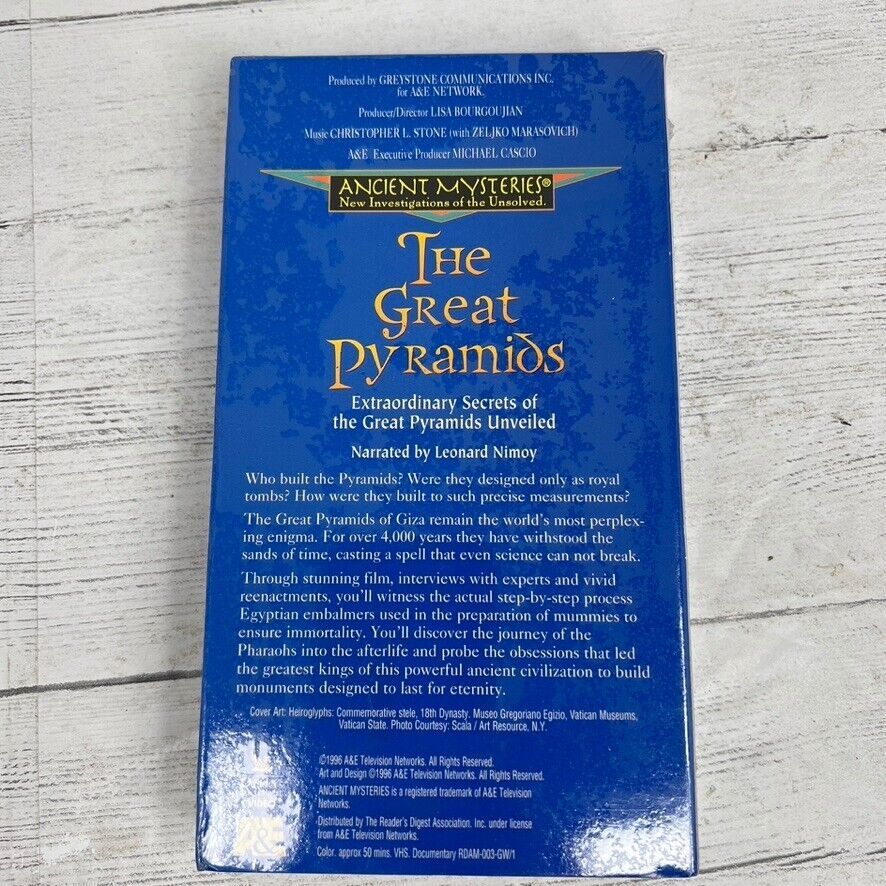 Produced by GREYSTONE COMMUNICATIONS INC.
for A&E NETWORK.
Producer/Director LISA BOURGOUJIAN
Music CHRISTOPHER L. STONE (with ZELJKO MARASOVICH)
A&E Executive Producer MICHAEL CASCIO
ANCIENT MYSTERIES®
New Investigations of the Unsolved.
The
Great
Pyramids
Extraordinary Secrets of
the Great Pyramids Unveiled
Narrated by Leonard Nimoy
Who built the Pyramids? Were they designed only as royal
tombs? How were they built to such precise measurements?
The Great Pyramids of Giza remain the world's most perplex-
ing enigma. For over 4,000 years they have withstood the
sands of time, casting a spell that even science can not break.
Through stunning film, interviews with experts and vivid
reenactments, you'll witness the actual step-by-step process
Egyptian embalmers used in the preparation of mummies to
ensure immortality. You'll discover the journey of the
Pharaohs into the afterlife and probe the obsessions that led
the greatest kings of this powerful ancient civilization to build
monuments designed to last for eternity.
Cover Art: Heiroglyphs: Commemorative stele, 18th Dynasty. Museo Gregoriano Egizio, Vatican Museums,
Vatican State. Photo Courtesy: Scala / Art Resource, N.Y.
©1996 A&E Television Networks. All Rights Reserved.
Art and Design ©1996 A&E Television Networks. All Rights Reserved.
ANCIENT MYSTERIES is a registered trademark of A&E Television
Networks.
Distributed by The Reader's Digest Association. Inc. under license
from A&E Television Networks.
Color. approx 50 mins. VHS. Documentary RDAM-003-GW/1
VIDEO
A&E